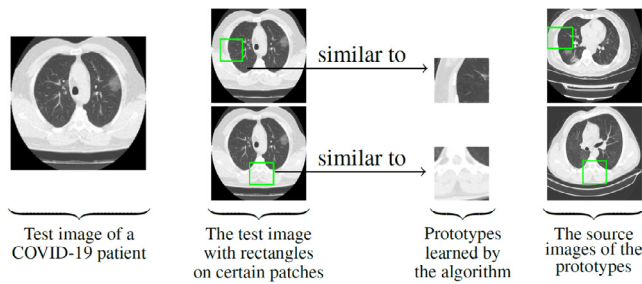 similar to
similar to
Test image of a
COVID-19 patient
The test image
with rectangles
on certain patches
Prototypes
learned by
the algorithm
The source
images of the
prototypes